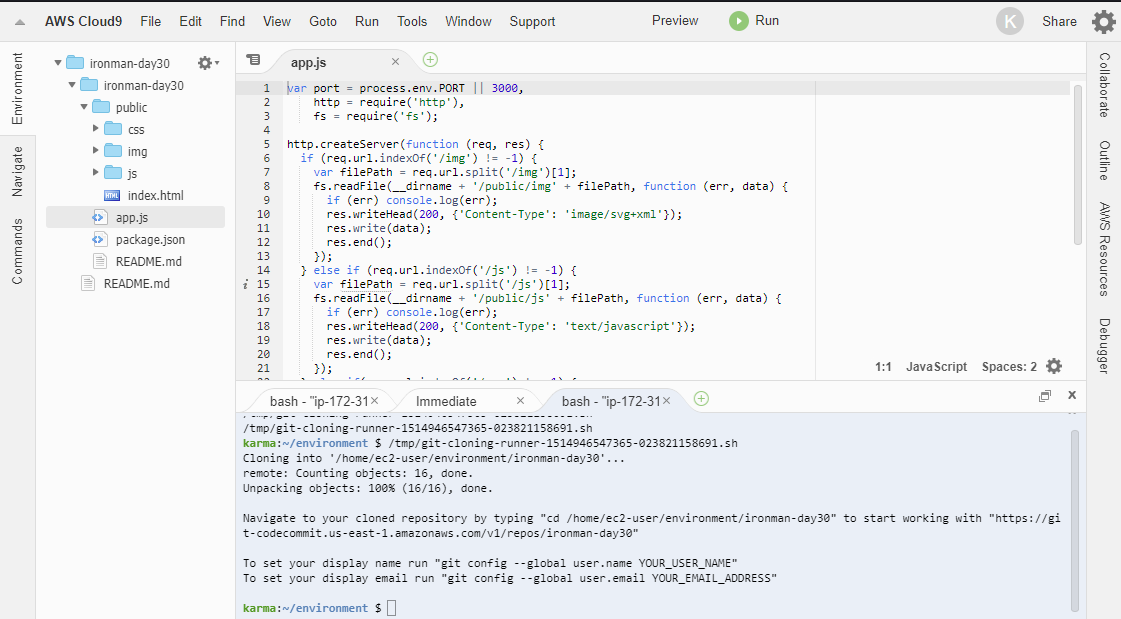 AWS Cloud9 File Edit Find View Goto Run Tools Window Support Preview Run K Share
Environment
Navigate
Commands
ironman-day30
ironman-day30
public
css
img
js
index.html
app.js
package.json
README.md
README.md
app.js
1 var port = process.env.PORT || 3000,
2 http = require('http'),
3 fs = require('fs');
4
5 http.createServer(function (req, res) {
6 if (req.url.indexOf('/img') != -1) {
7 var filePath = req.url.split('/img')[1];
8 fs.readFile(__dirname + '/public/img' + filePath, function (err, data) {
9 if (err) console.log(err);
10 res.writeHead(200, {'Content-Type': 'image/svg+xml'});
11 res.write(data);
12 res.end();
13 });
14 } else if (req.url.indexOf('/js') != -1) {
i 15 var filePath = req.url.split('/js')[1];
16 fs.readFile(__dirname + '/public/js' + filePath, function (err, data) {
17 if (err) console.log(err);
18 res.writeHead(200, {'Content-Type': 'text/javascript'});
19 res.write(data);
20 res.end();
21 });
1:1 JavaScript Spaces: 2
bash - "ip-172-31 Immediate bash - "ip-172-31
/tmp/git-cloning-runner-1514946547365-023821158691.sh
karma:~/environment $ /tmp/git-cloning-runner-1514946547365-023821158691.sh
Cloning into '/home/ec2-user/environment/ironman-day30'...
remote: Counting objects: 16, done.
Unpacking objects: 100% (16/16), done.
Navigate to your cloned repository by typing "cd /home/ec2-user/environment/ironman-day30" to start working with "https://gi
t-codecommit.us-east-1.amazonaws.com/v1/repos/ironman-day30"
To set your display name run "git config --global user.name YOUR_USER_NAME"
To set your display email run "git config --global user.email YOUR_EMAIL_ADDRESS"
karma:~/environment $
Collaborate
Outline
AWS Resources
Debugger